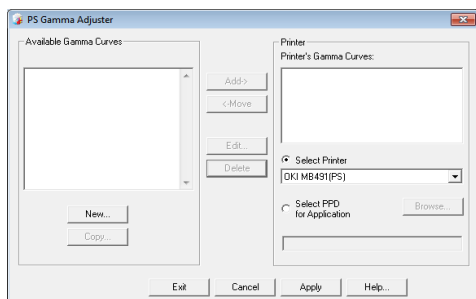 PS Gamma Adjuster
Available Gamma Curves
New...
Copy...
Add->
<-Move
Edit...
Delete
Printer
Printer's Gamma Curves:
Select Printer
OKI MB491(PS)
Select PPD
for Application
Browse...
Exit
Cancel
Apply
Help...